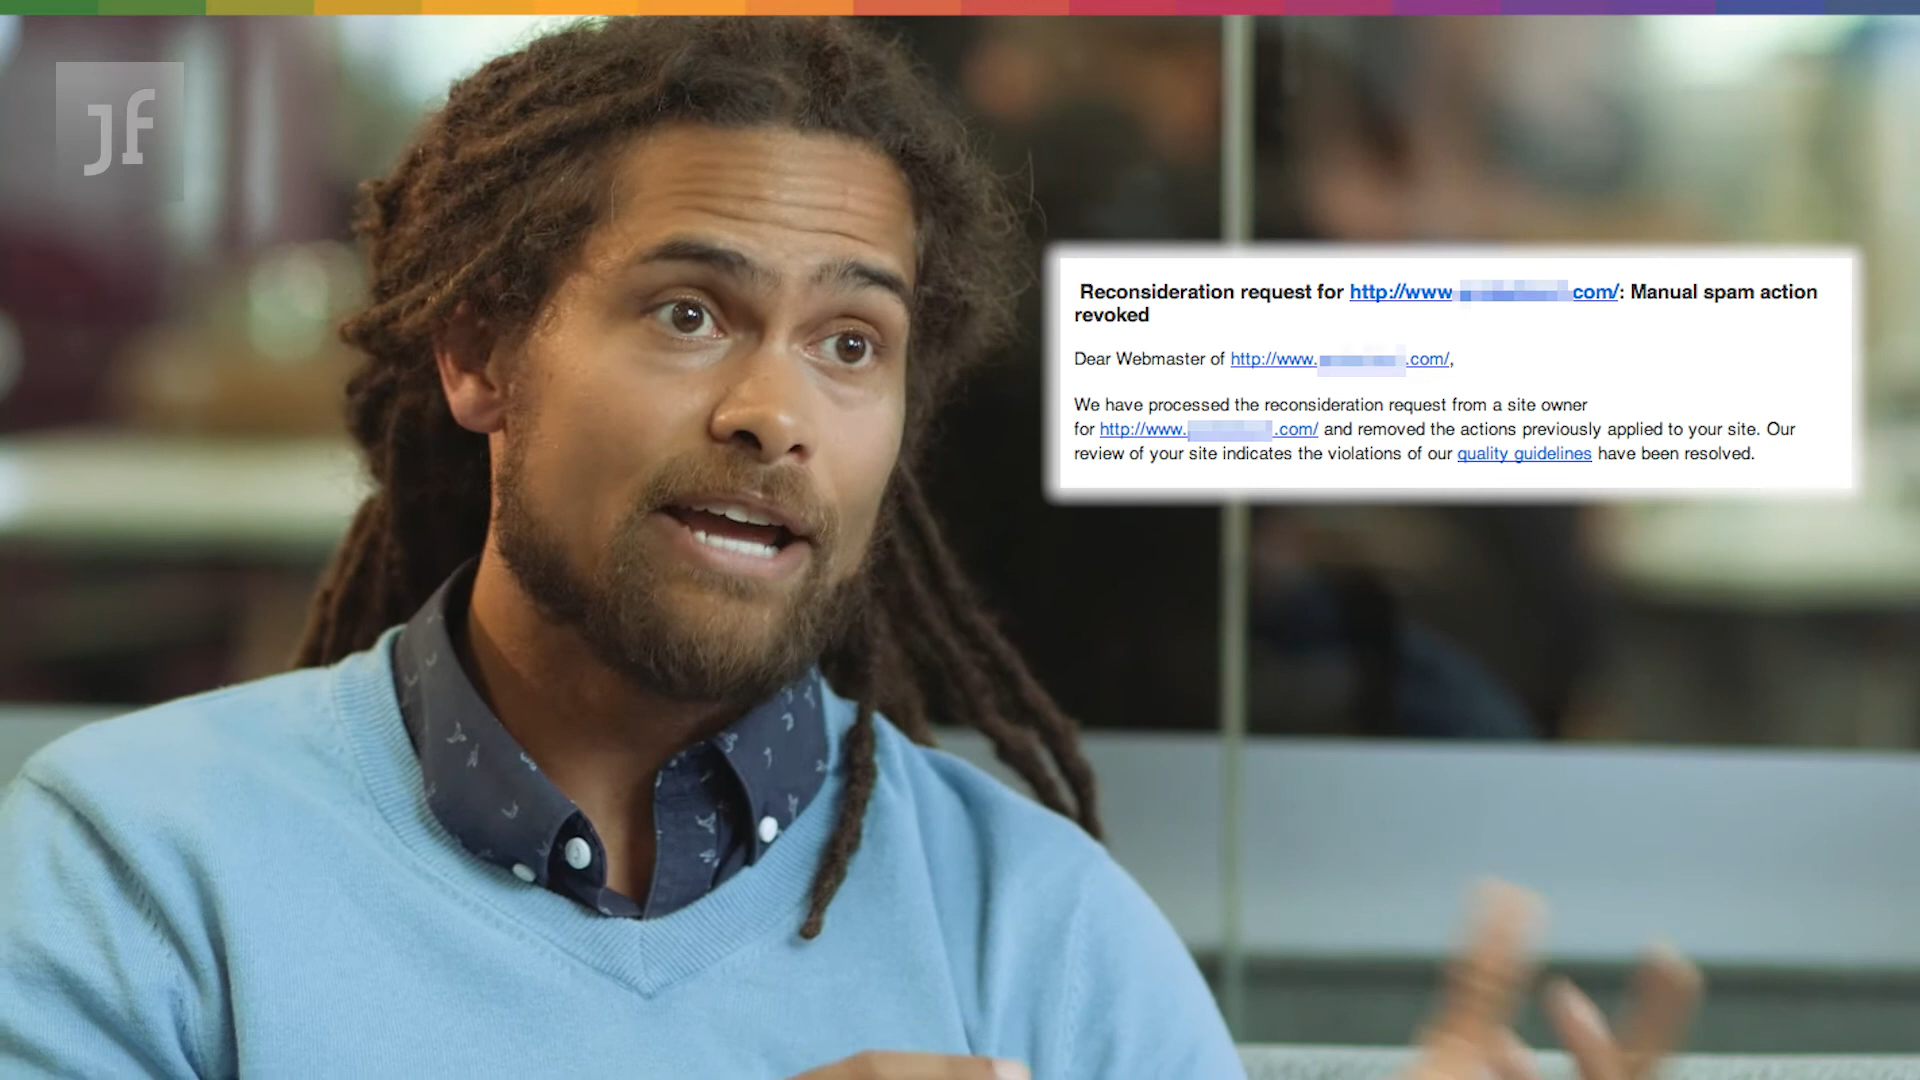 jf
Reconsideration request for http://www com/: Manual spam action
revoked
Dear Webmaster of http://www. .com/,
We have processed the reconsideration request from a site owner
for http://www. .com/ and removed the actions previously applied to your site. Our
review of your site indicates the violations of our quality guidelines have been resolved.